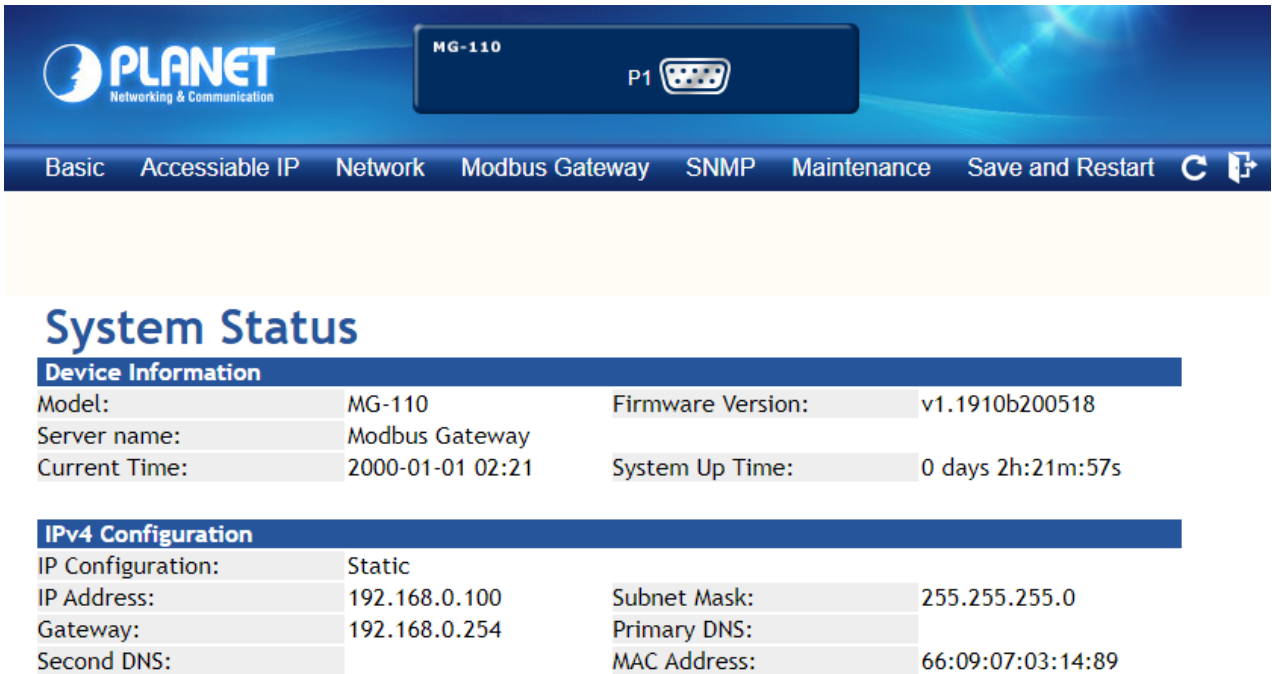 PLANET
Networking & Communication
MG-110
P1
Basic Accessiable IP Network Modbus Gateway SNMP Maintenance Save and Restart
System Status
Device Information
Model: MG-110 Firmware Version: v1.1910b200518
Server name: Modbus Gateway
Current Time: 2000-01-01 02:21 System Up Time: 0 days 2h:21m:57s
IPv4 Configuration
IP Configuration: Static
IP Address: 192.168.0.100 Subnet Mask: 255.255.255.0
Gateway: 192.168.0.254 Primary DNS:
Second DNS: MAC Address: 66:09:07:03:14:89